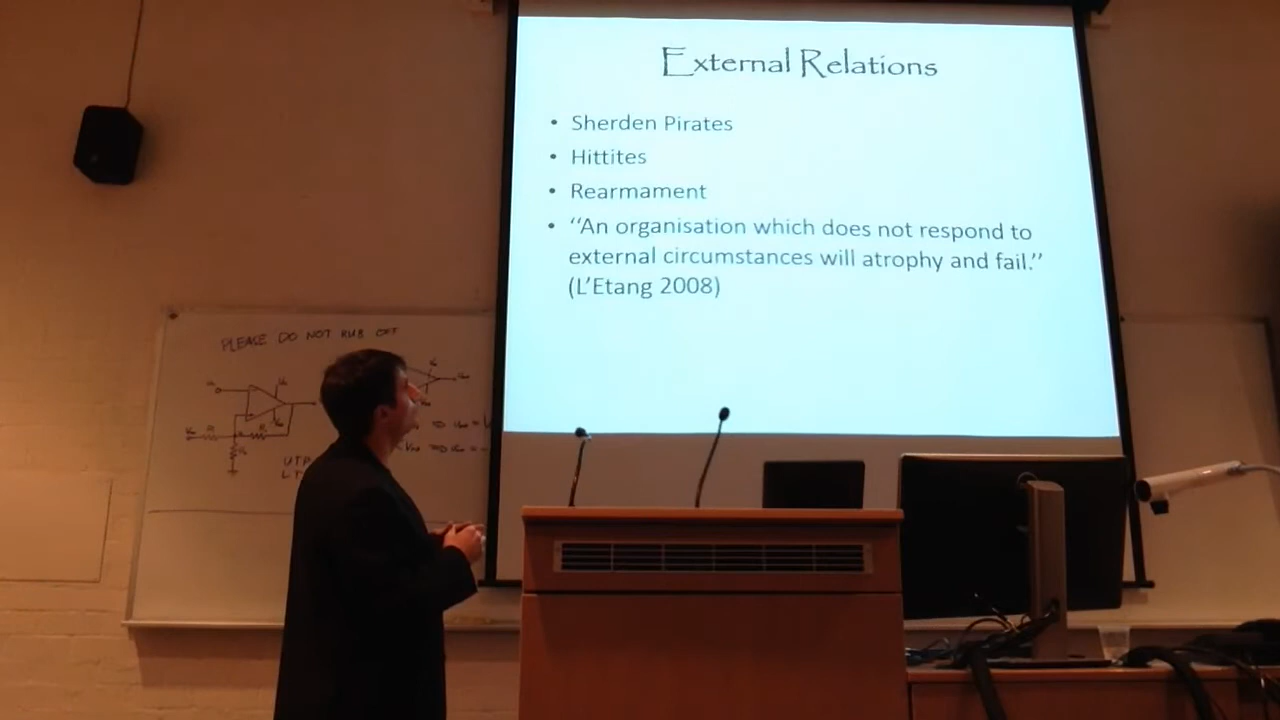 External Relations
• Sherden Pirates
• Hittites
• Rearmament
• “An organisation which does not respond to
external circumstances will atrophy and fail.”
(L’Etang 2008)
PLEASE DO NOT RUB OFF